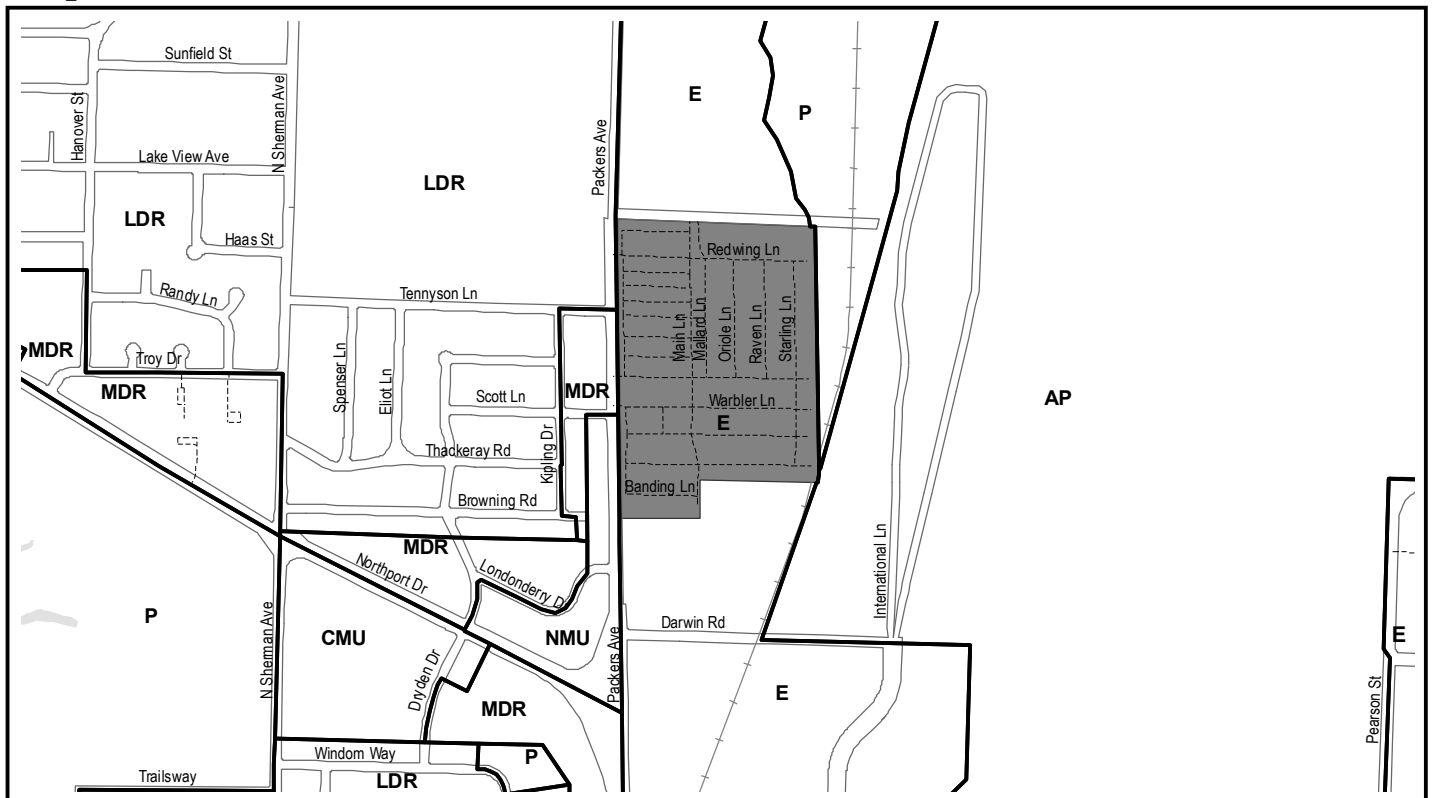 Sunfield St
Hanover St
N Sherman Ave
Packers Ave
E
P
Lake View Ave
LDR
LDR
Haas St
Redwing Ln
Randy Ln
Tennyson Ln
Main Ln
Mallard Ln
Oriole Ln
Raven Ln
Starling Ln
MDR
Troy Dr
MDR
Spenser Ln
Eliot Ln
Scott Ln
MDR
Warbler Ln
E
AP
Thackeray Rd
Kipling Dr
Banding Ln
Browning Rd
MDR
Northport Dr
Londonderry D
International Ln
P
N Sherman Ave
CMU
NMU
Packers Ave
Darwin Rd
E
Dryden Dr
MDR
E
Pearson St
Windom Way
P
Trailsway
LDR